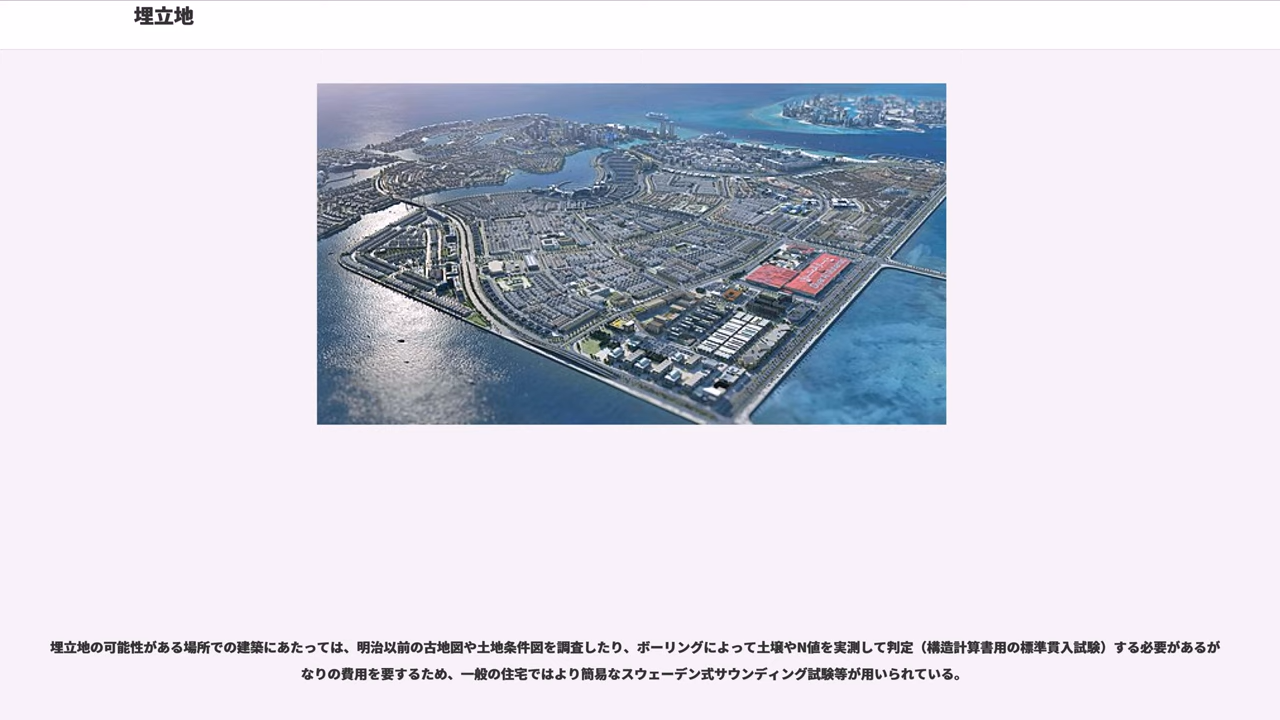 埋立地
埋立地の可能性がある場所での建築にあたっては、明治以前の古地図や土地条件図を調査したり、ボーリングによって土壌やN値を実測して判定（構造計算書用の標準貫入試験）する必要があるが
なりの費用を要するため、一般の住宅ではより簡易なスウェーデン式サウンディング試験等が用いられている。